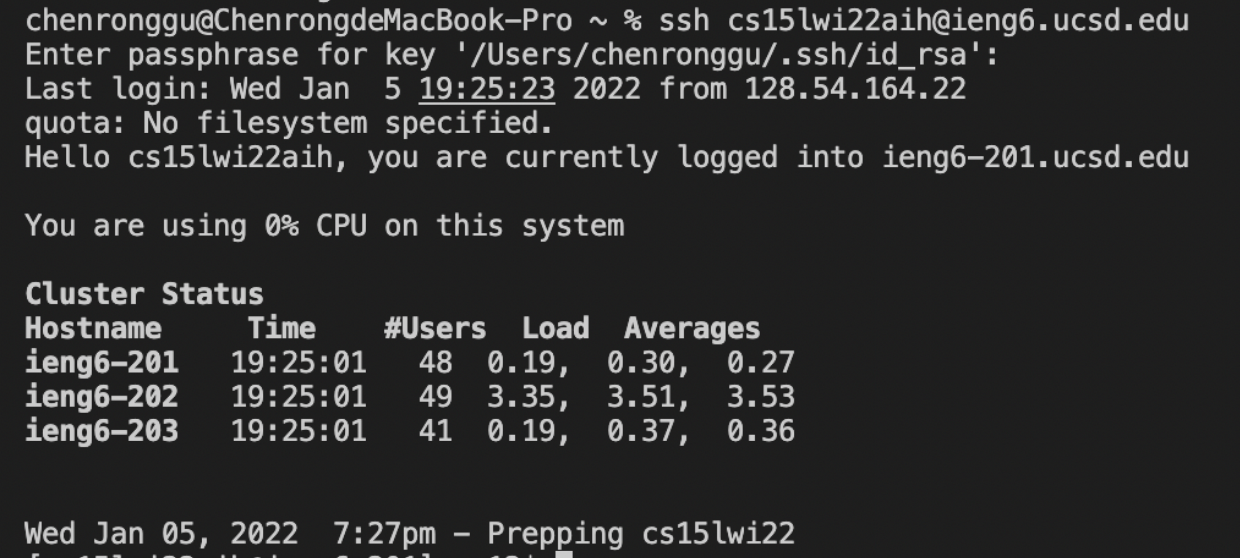 chenronggu@ChenrongdeMacBook-Pro ~ % ssh cs15lwi22aih@ieng6.ucsd.edu
Enter passphrase for key '/Users/chenronggu/.ssh/id_rsa':
Last login: Wed Jan  5 19:25:23 2022 from 128.54.164.22
quota: No filesystem specified.
Hello cs15lwi22aih, you are currently logged into ieng6-201.ucsd.edu
You are using 0% CPU on this system
Cluster Status
Hostname     Time    #Users  Load  Averages
ieng6-201   19:25:01   48  0.19,  0.30,  0.27
ieng6-202   19:25:01   49  3.35,  3.51,  3.53
ieng6-203   19:25:01   41  0.19,  0.37,  0.36
Wed Jan 05, 2022  7:27pm - Prepping cs15lwi22